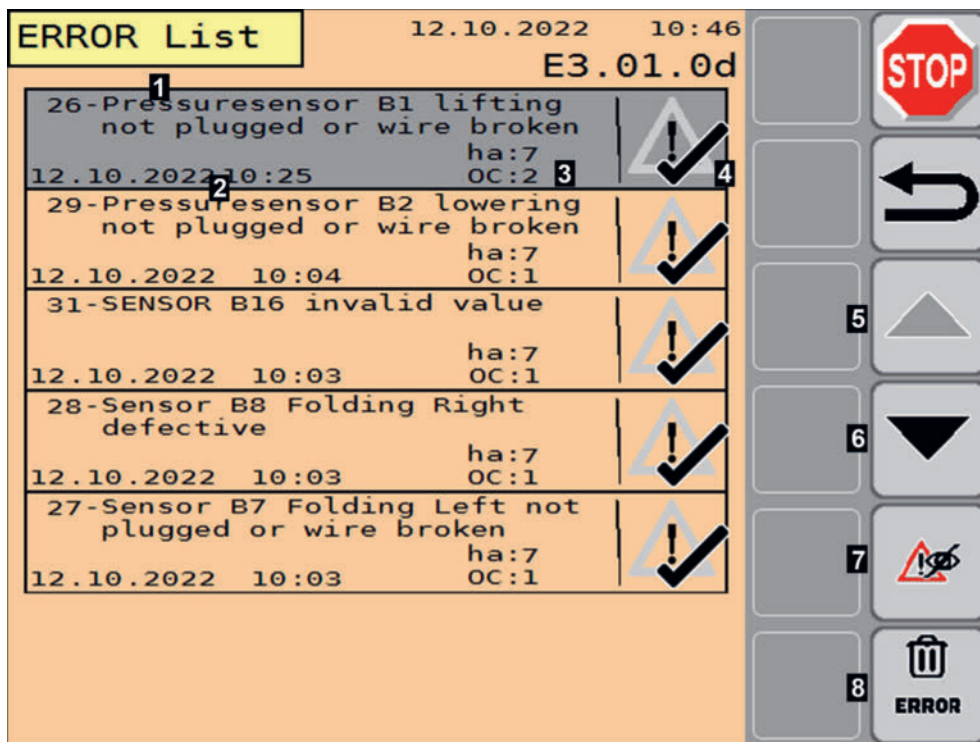 ERROR List
12.10.2022 10:46
E3.01.0d
1
26-Pressuresensor B1 lifting
not plugged or wire broken
ha:7
12.10.2022 10:25 OC:2 3 4
2
29-Pressuresensor B2 lowering
not plugged or wire broken
ha:7
12.10.2022 10:04 OC:1
31-SENSOR B16 invalid value
ha:7
12.10.2022 10:03 OC:1
28-Sensor B8 Folding Right
defective
ha:7
12.10.2022 10:03 OC:1
27-Sensor B7 Folding Left not
plugged or wire broken
ha:7
12.10.2022 10:03 OC:1
STOP
5
6
7
8
ERROR